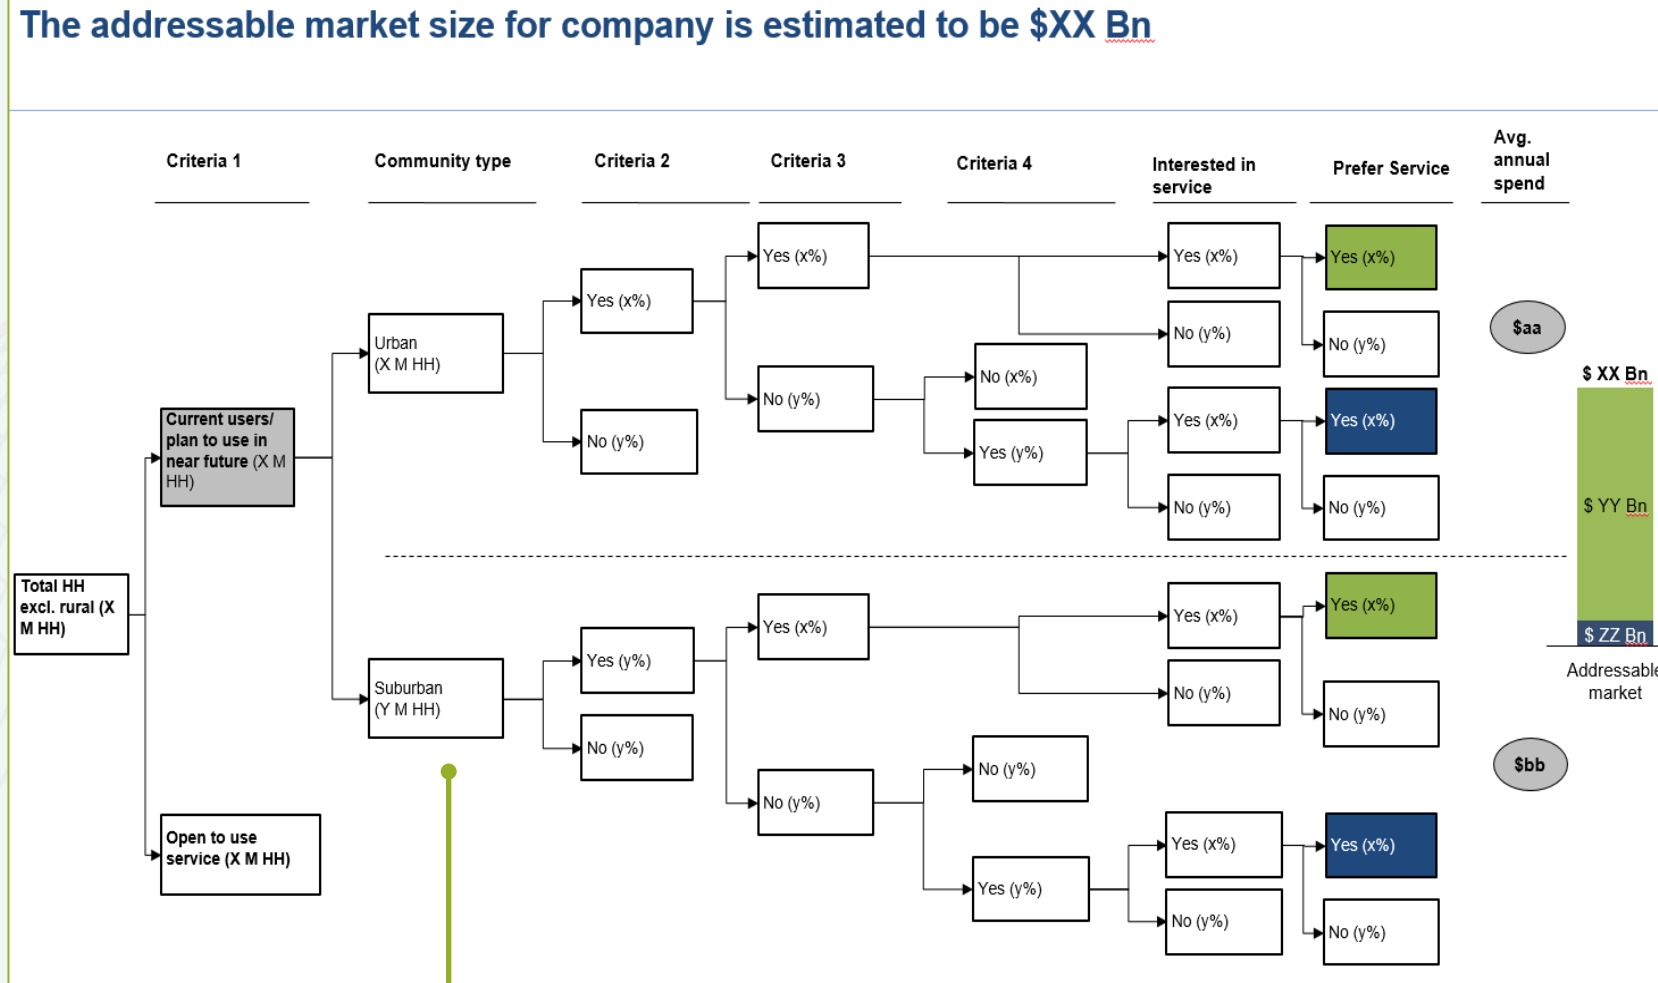 The addressable market size for company is estimated to be $XX Bn
Criteria 1
Community type
Criteria 2
Criteria 3
Criteria 4
Interested in
service
Prefer Service
Avg.
annual
spend
Total HH
excl. rural (X
M HH)
Current users/
plan to use in
near future (X M
HH)
Open to use
service (X M HH)
Urban
(X M HH)
Yes (x%)
No (y%)
Yes (x%)
No (y%)
No (x%)
Yes (y%)
Yes (x%)
No (y%)
Yes (x%)
No (y%)
Yes (x%)
No (y%)
Yes (x%)
No (y%)
$aa
Suburban
(Y M HH)
Yes (y%)
No (y%)
Yes (x%)
No (y%)
No (y%)
Yes (y%)
Yes (x%)
No (y%)
Yes (x%)
No (y%)
Yes (x%)
No (y%)
Yes (x%)
No (y%)
$bb
$ XX Bn
$ YY Bn
$ ZZ Bn
Addressable
market